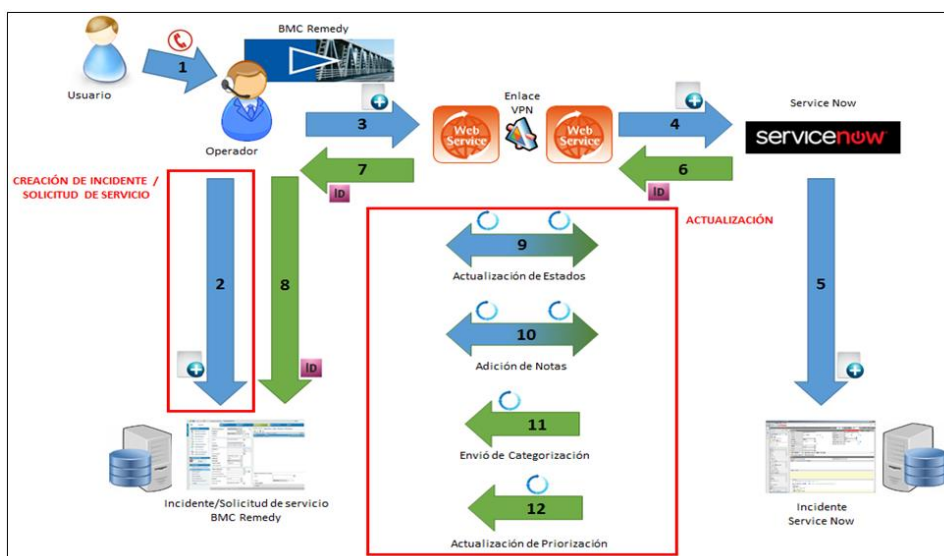 BMC Remedy
1
Usuario
Operador
3
Web
Service
Enlace
VPN
Web
Service
4
Service Now
servicenow
7
ID
6
ID
CREACIÓN DE INCIDENTE /
SOLICITUD DE SERVICIO
ACTUALIZACIÓN
2
8
ID
9
Actualización de Estados
10
Adición de Notas
11
Envió de Categorización
12
Actualización de Priorización
5
Incidente/Solicitud de servicio
BMC Remedy
Incidente
Service Now